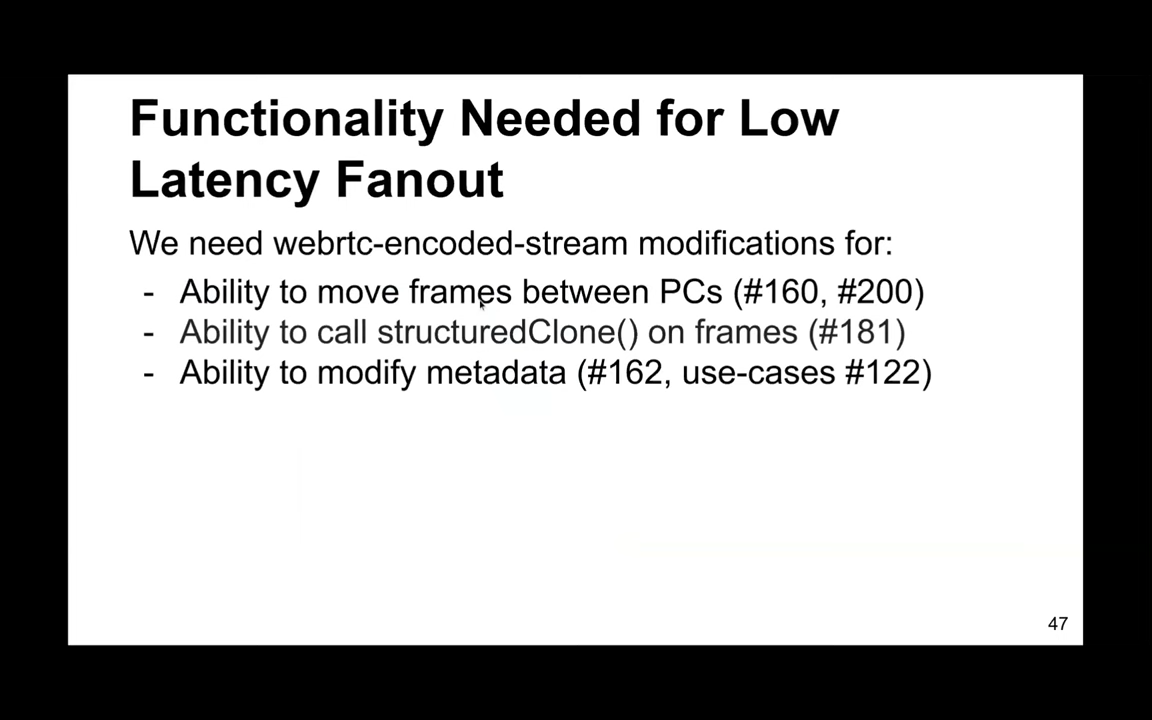 Functionality Needed for Low
Latency Fanout
We need webrtc-encoded-stream modifications for:
- Ability to move frames between PCs (#160, #200)
- Ability to call structuredClone() on frames (#181)
- Ability to modify metadata (#162, use-cases #122)
47